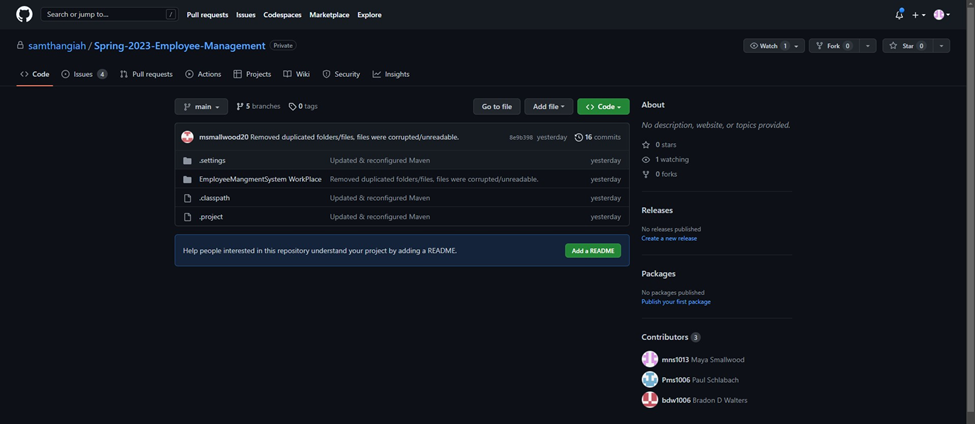 Search or jump to... /
Pull requests Issues Codespaces Marketplace Explore
samthangiah / Spring-2023-Employee-Management Private
Watch 1 Fork 0 Star 0
Code Issues 4 Pull requests Actions Projects Wiki Security Insights
main 5 branches 0 tags Go to file Add file Code
msmallwood20 Removed duplicated folders/files, files were corrupted/unreadable. 8e9b398 yesterday 16 commits
.settings Updated & reconfigured Maven yesterday
EmployeeMangmentSystem WorkPlace Removed duplicated folders/files, files were corrupted/unreadable. yesterday
.classpath Updated & reconfigured Maven yesterday
.project Updated & reconfigured Maven yesterday
Help people interested in this repository understand your project by adding a README. Add a README
About
No description, website, or topics provided.
0 stars
1 watching
0 forks
Releases
No releases published
Create a new release
Packages
No packages published
Publish your first package
Contributors 3
mns1013 Maya Smallwood
Pms1006 Paul Schlabach
bdw1006 Bradon D Walters